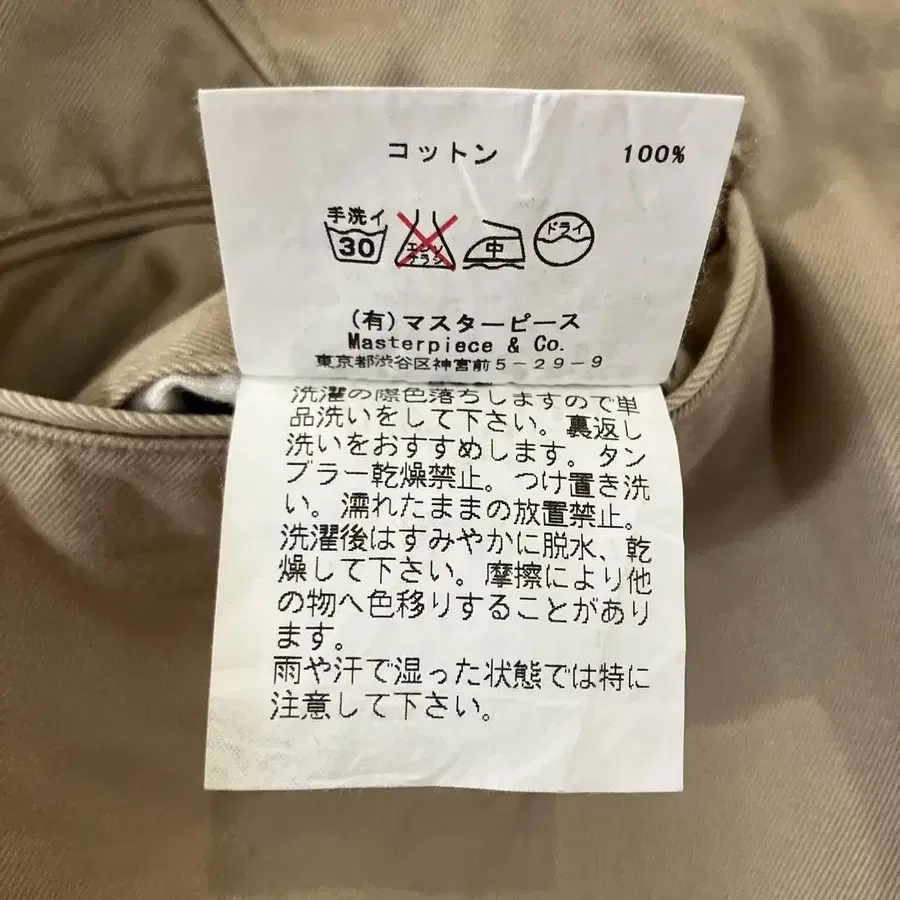 コットン 100%
手洗イ
30
エンソ
サラシ
中
ドライ
(有)マスターピース
Masterpiece & Co.
東京都渋谷区神宮前5-29-9
洗濯の際色落ちしますので単
品洗いをして下さい。裏返し
洗いをおすすめします。タン
ブラー乾燥禁止。つけ置き洗
い。濡れたままの放置禁止。
洗濯後はすみやかに脱水、乾
燥して下さい。摩擦により他
の物へ色移りすることがあり
ます。
雨や汗で湿った状態では特に
注意して下さい。